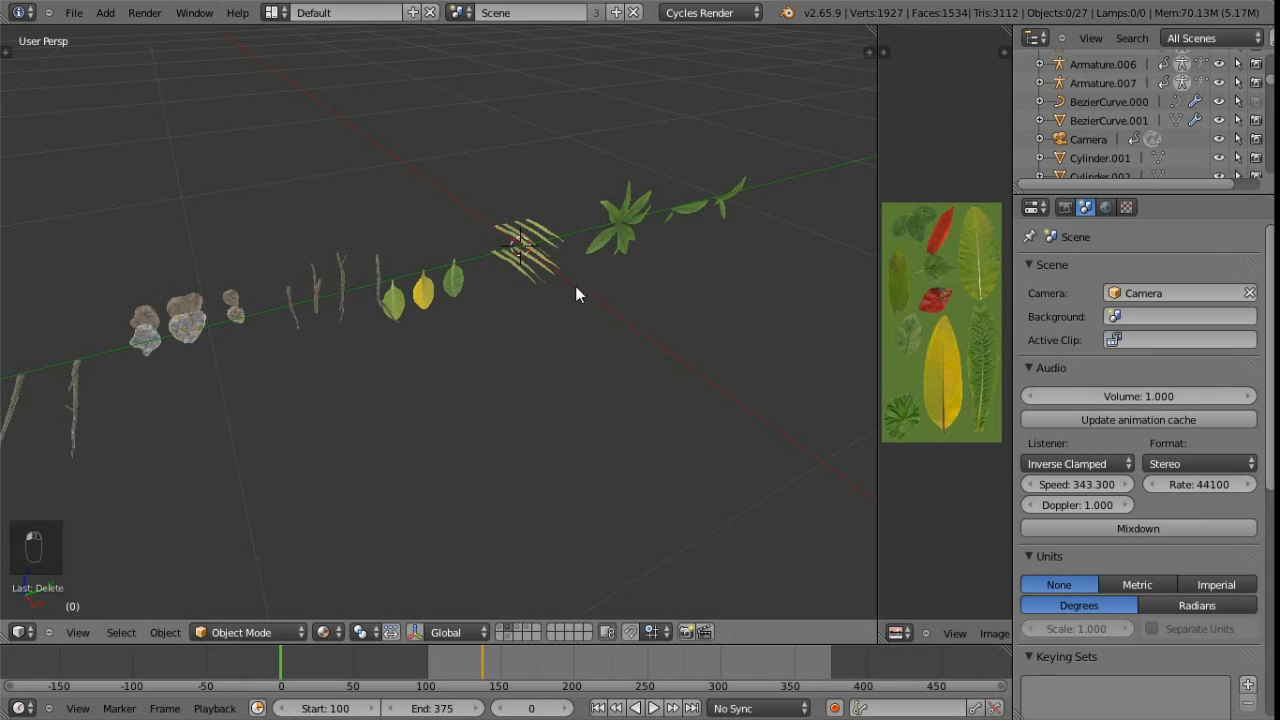 File Add Render Window Help Default Scene 3 Cycles Render v2.65.9 | Verts:1927 | Faces:1534| Tris:3112 | Objects:0/27 | Lamps:0/0 | Mem:70.13M (5.17M)
User Persp
View Search All Scenes
Armature.006
Armature.007
BezierCurve.000
BezierCurve.001
Camera
Cylinder.001
Cylinder.002
Scene
Scene
Camera: Camera
Background:
Active Clip:
Audio
Volume: 1.000
Update animation cache
Listener: Format:
Inverse Clamped Stereo
Speed: 343.300 Rate: 44100
Doppler: 1.000
Mixdown
Units
None Metric Imperial
Degrees Radians
Scale: 1.000 Separate Units
Keying Sets
Last: Delete
(0)
View Select Object Object Mode Global View Image
-150 -100 -50 0 50 100 150 200 250 300 350 400 450
View Marker Frame Playback Start: 100 End: 375 0 No Sync